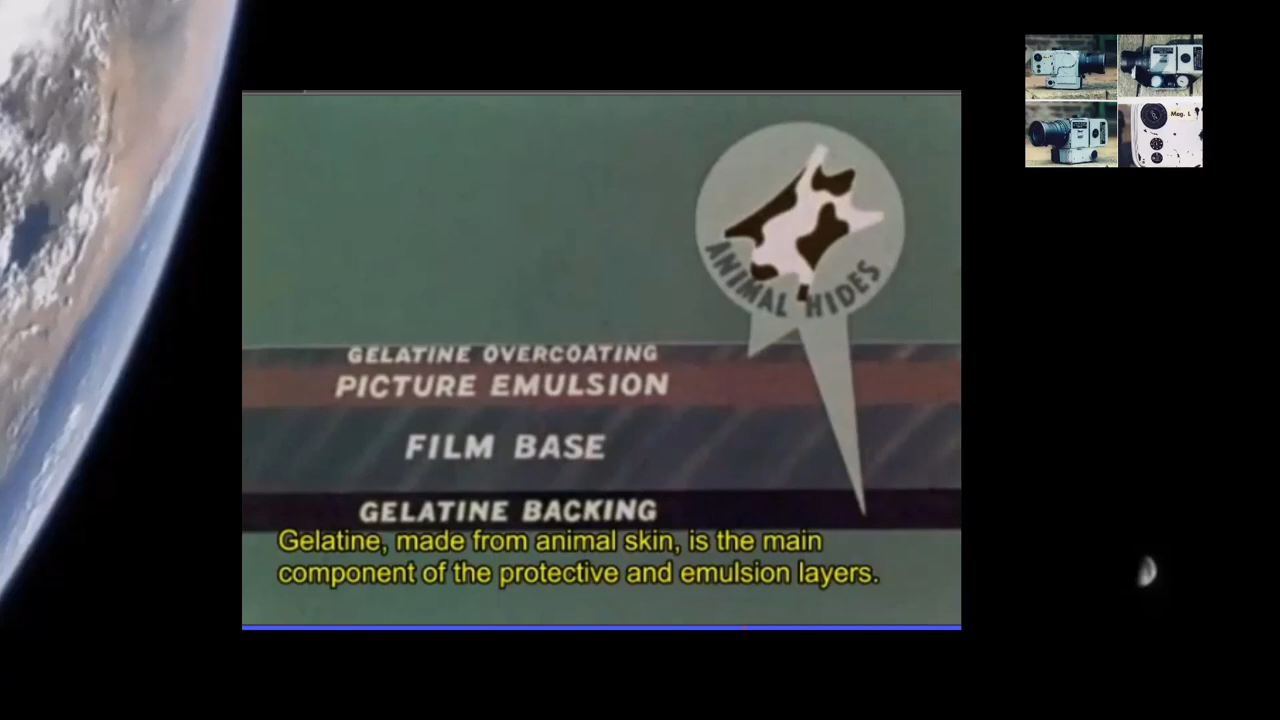 Mag. L
ANIMAL HIDES
GELATINE OVERCOATING
PICTURE EMULSION
FILM BASE
GELATINE BACKING
Gelatine, made from animal skin, is the main
component of the protective and emulsion layers.